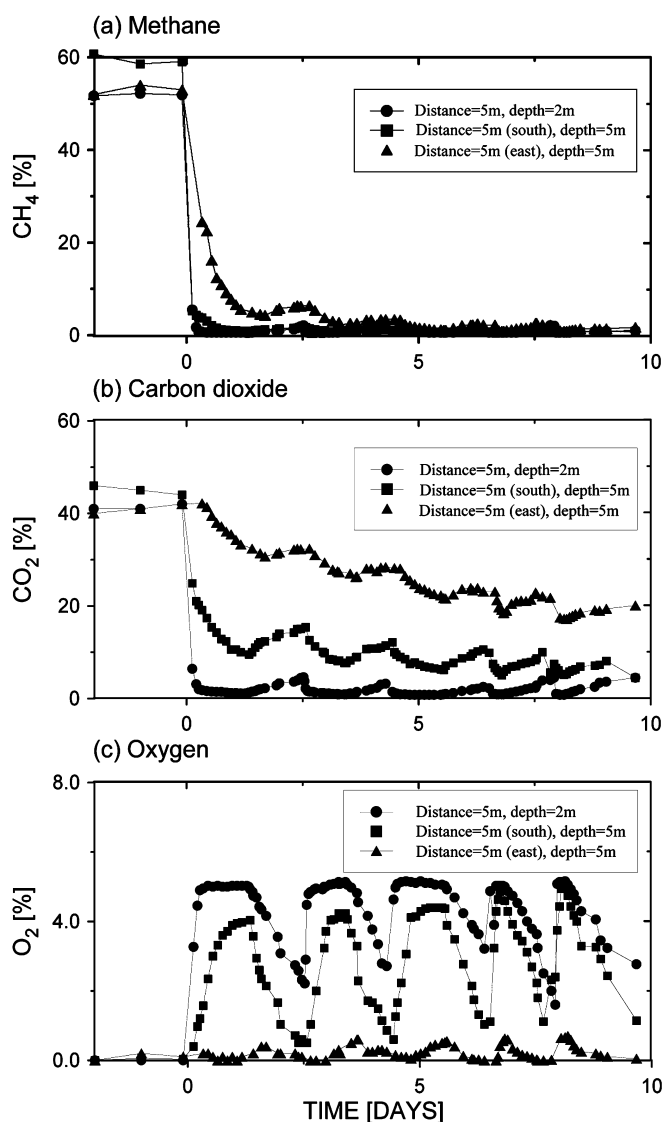 (a) Methane
60
40
20
0
CH4 [%]
Distance=5m, depth=2m
Distance=5m (south), depth=5m
Distance=5m (east), depth=5m
0 5 10
(b) Carbon dioxide
60
40
20
0
CO2 [%]
Distance=5m, depth=2m
Distance=5m (south), depth=5m
Distance=5m (east), depth=5m
0 5 10
(c) Oxygen
8.0
4.0
0.0
O2 [%]
Distance=5m, depth=2m
Distance=5m (south), depth=5m
Distance=5m (east), depth=5m
0 5 10
TIME [DAYS]